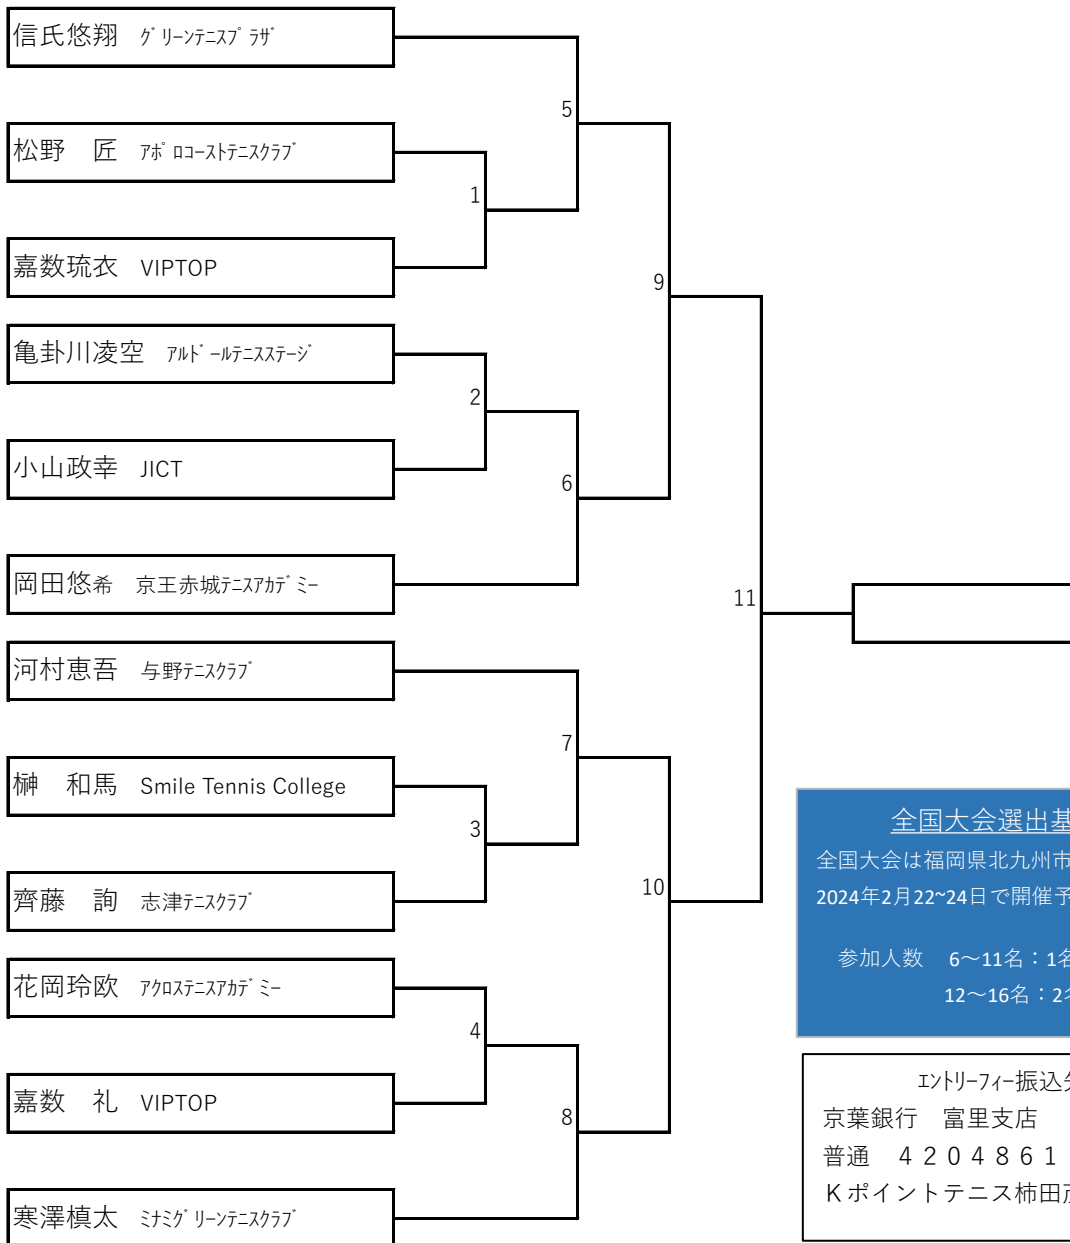 信氏悠翔　ｸﾞﾘｰﾝﾃﾆｽﾌﾟﾗｻﾞ
5
松野　匠　ｱﾎﾟﾛｺｰｽﾄﾃﾆｽｸﾗﾌﾞ
1
嘉数琉衣　VIPTOP
9
亀卦川凌空　ｱﾙﾄﾞｰﾙﾃﾆｽｽﾃｰｼﾞ
2
小山政幸　JICT
6
岡田悠希　京王赤城ﾃﾆｽｱｶﾃﾞﾐｰ
11
河村恵吾　与野ﾃﾆｽｸﾗﾌﾞ
7
榊　和馬　Smile Tennis College
3
齊藤　詢　志津ﾃﾆｽｸﾗﾌﾞ
10
花岡玲欧　ｱｸﾛｽﾃﾆｽｱｶﾃﾞﾐｰ
4
嘉数　礼　VIPTOP
8
寒澤槙太　ﾐﾅﾐｸﾞﾘｰﾝﾃﾆｽｸﾗﾌﾞ
全国大会選出基
全国大会は福岡県北九州市
2024年2月22~24日で開催予
参加人数　6～11名：1名
12～16名：2名
ｴﾝﾄﾘｰﾌｨｰ振込先
京葉銀行　富里支店
普通　４２０４８６１
Ｋポイントテニス柿田茂